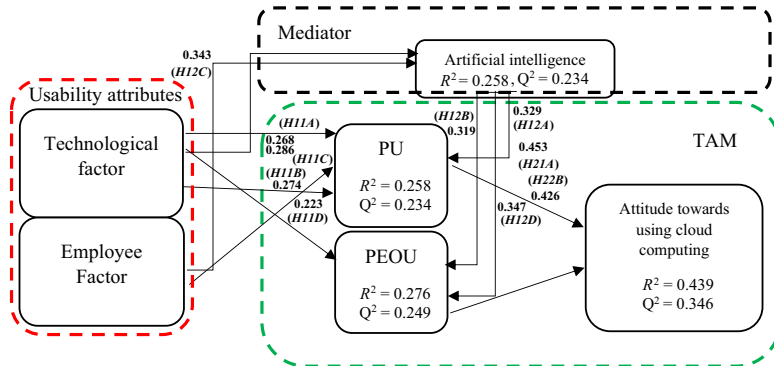 Mediator
0.343
(H12C)
Artificial intelligence
R² = 0.258, Q² = 0.234
Usability attributes
Technological
factor
Employee
Factor
(H11A)
0.268
0.286
(H11C)
(H11B)
0.274
0.223
(H11D)
(H12B)
0.319
0.329
(H12A)
0.453
(H21A)
(H22B)
0.426
0.347
(H12D)
TAM
PU
R² = 0.258
Q² = 0.234
PEOU
R² = 0.276
Q² = 0.249
Attitude towards
using cloud
computing
R² = 0.439
Q² = 0.346